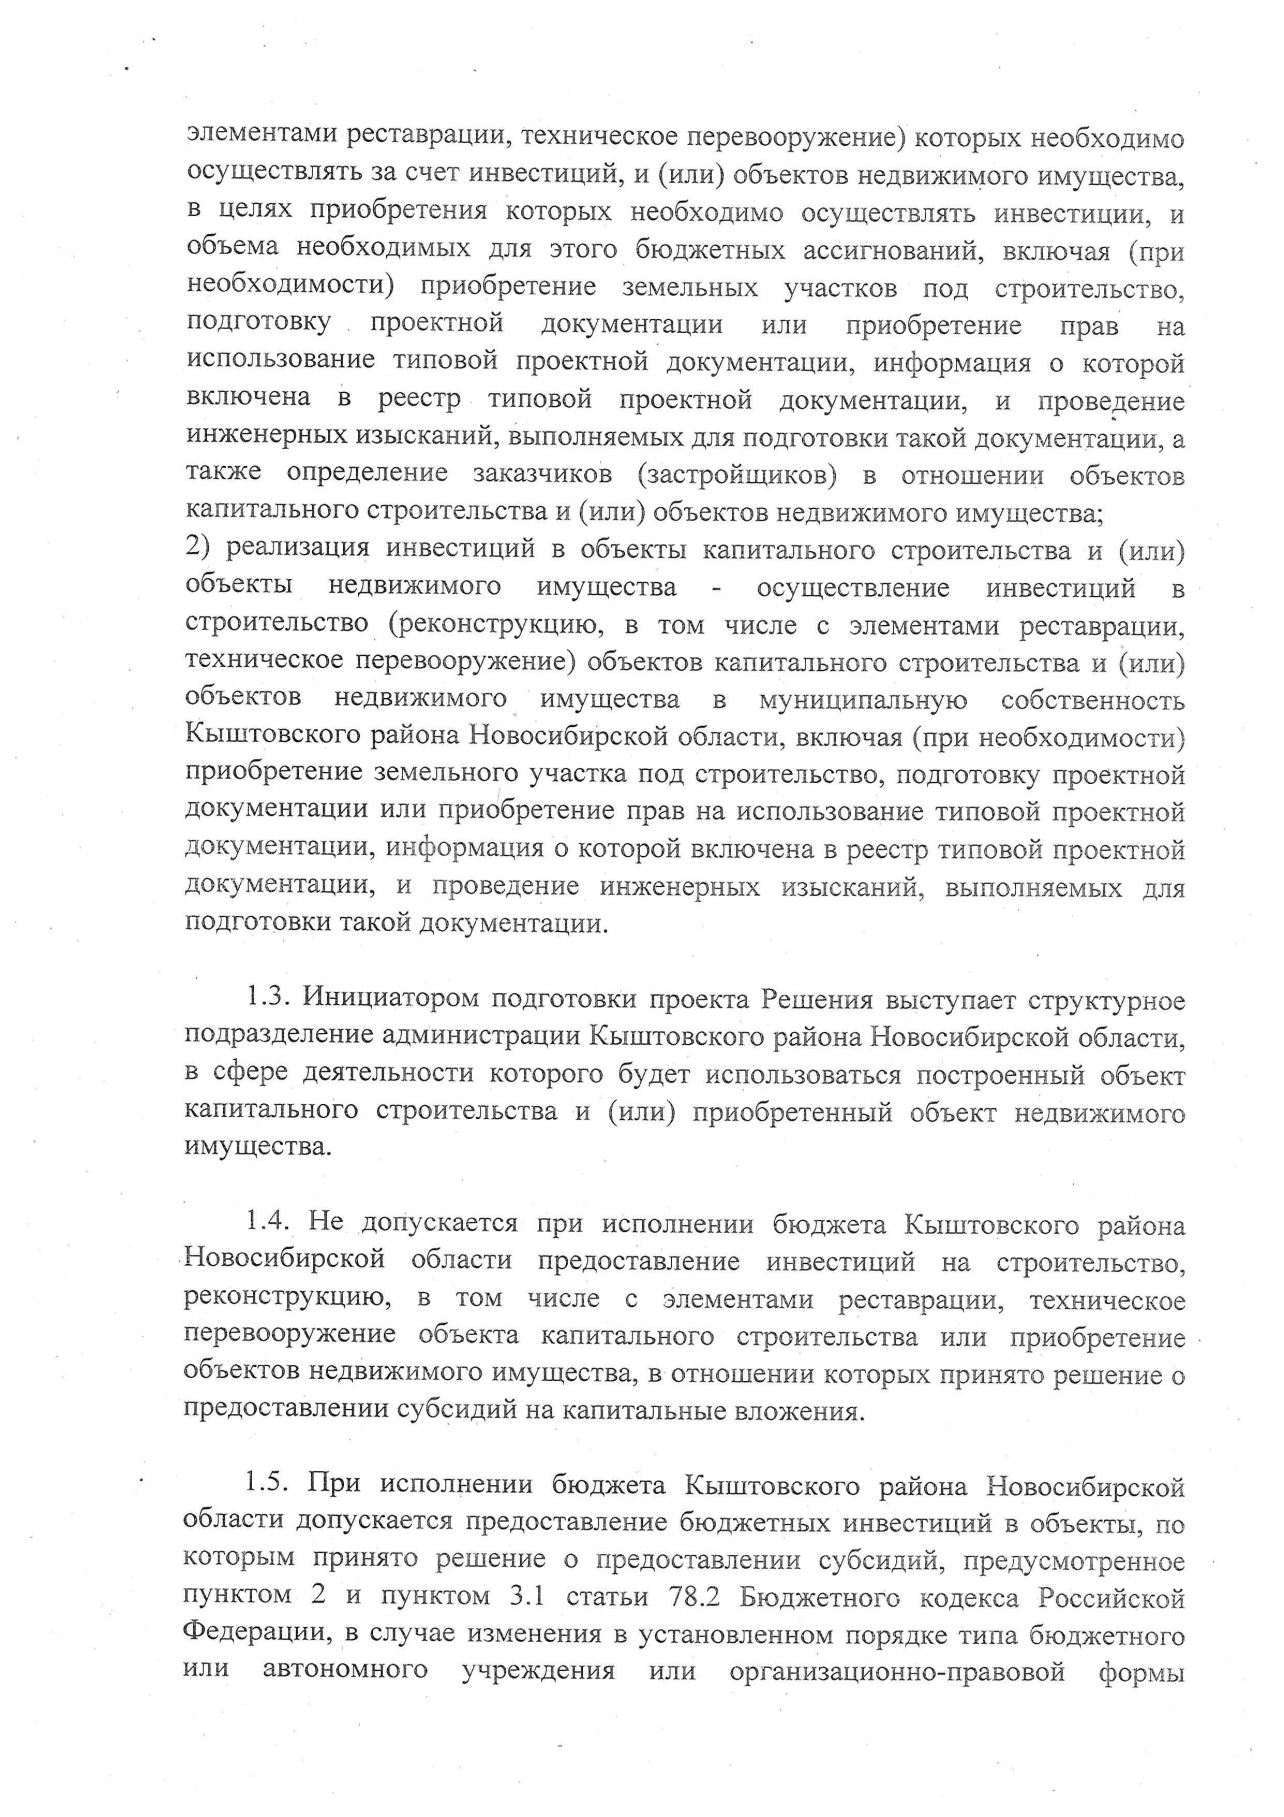 элементами реставрации, техническое перевооружение) которых необходимо
осуществлять за счет инвестиций, и (или) объектов недвижимого имущества,
в целях приобретения которых необходимо осуществлять инвестиции, и
объема необходимых для этого бюджетных ассигнований, включая (при
необходимости) приобретение земельных участков под строительство,
подготовку проектной документации или приобретение прав на
использование типовой проектной документации, информация о которой
включена в реестр типовой проектной документации, и проведение
инженерных изысканий, выполняемых для подготовки такой документации, а
также определение заказчиков (застройщиков) в отношении объектов
капитального строительства и (или) объектов недвижимого имущества;
2) реализация инвестиций в объекты капитального строительства и (или)
объекты недвижимого имущества - осуществление инвестиций в
строительство (реконструкцию, в том числе с элементами реставрации,
техническое перевооружение) объектов капитального строительства и (или)
объектов недвижимого имущества в муниципальную собственность
Кыштовского района Новосибирской области, включая (при необходимости)
приобретение земельного участка под строительство, подготовку проектной
документации или приобретение прав на использование типовой проектной
документации, информация о которой включена в реестр типовой проектной
документации, и проведение инженерных изысканий, выполняемых для
подготовки такой документации.
1.3. Инициатором подготовки проекта Решения выступает структурное
подразделение администрации Кыштовского района Новосибирской области,
в сфере деятельности которого будет использоваться построенный объект
капитального строительства и (или) приобретенный объект недвижимого
имущества.
1.4. Не допускается при исполнении бюджета Кыштовского района
Новосибирской области предоставление инвестиций на строительство,
реконструкцию, в том числе с элементами реставрации, техническое
перевооружение объекта капитального строительства или приобретение
объектов недвижимого имущества, в отношении которых принято решение о
предоставлении субсидий на капитальные вложения.
1.5. При исполнении бюджета Кыштовского района Новосибирской
области допускается предоставление бюджетных инвестиций в объекты, по
которым принято решение о предоставлении субсидий, предусмотренное
пунктом 2 и пунктом 3.1 статьи 78.2 Бюджетного кодекса Российской
Федерации, в случае изменения в установленном порядке типа бюджетного
или автономного учреждения или организационно-правовой формы